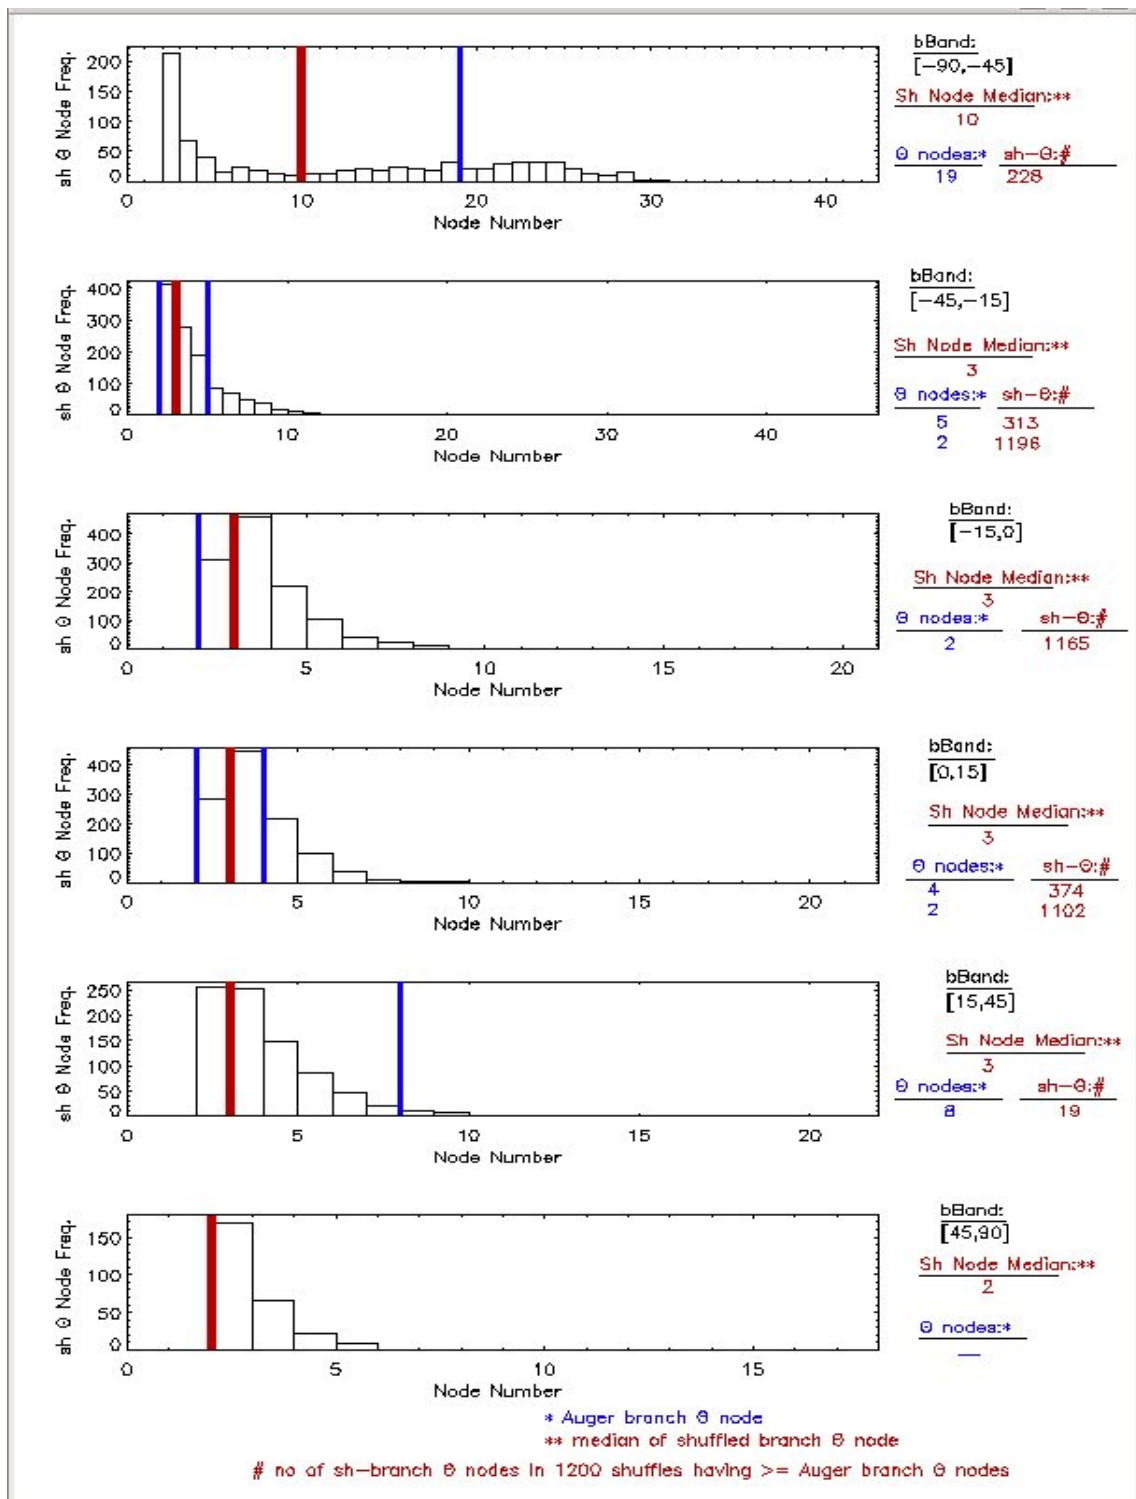 bBand:
[-90,-45]
Sh Node Median:**
10
Θ nodes:* sh-Θ:#
19 228
sh Θ Node Freq.
200
150
100
50
0
0 10 20 30 40
Node Number
bBand:
[-45,-15]
Sh Node Median:**
3
Θ nodes:* sh-Θ:#
5 313
2 1196
sh Θ Node Freq.
400
300
200
100
0
0 10 20 30 40
Node Number
bBand:
[-15,0]
Sh Node Median:**
3
Θ nodes:* sh-Θ:#
2 1165
sh Θ Node Freq.
400
300
200
100
0
0 5 10 15 20
Node Number
bBand:
[0,15]
Sh Node Median:**
3
Θ nodes:* sh-Θ:#
4 374
2 1102
sh Θ Node Freq.
400
300
200
100
0
0 5 10 15 20
Node Number
bBand:
[15,45]
Sh Node Median:**
3
Θ nodes:* sh-Θ:#
8 19
sh Θ Node Freq.
250
200
150
100
50
0
0 5 10 15 20
Node Number
bBand:
[45,90]
Sh Node Median:**
2
Θ nodes:*
—
sh Θ Node Freq.
150
100
50
0
0 5 10 15
Node Number
* Auger branch Θ node
** median of shuffled branch Θ node
# no of sh-branch Θ nodes in 1200 shuffles having >= Auger branch Θ nodes